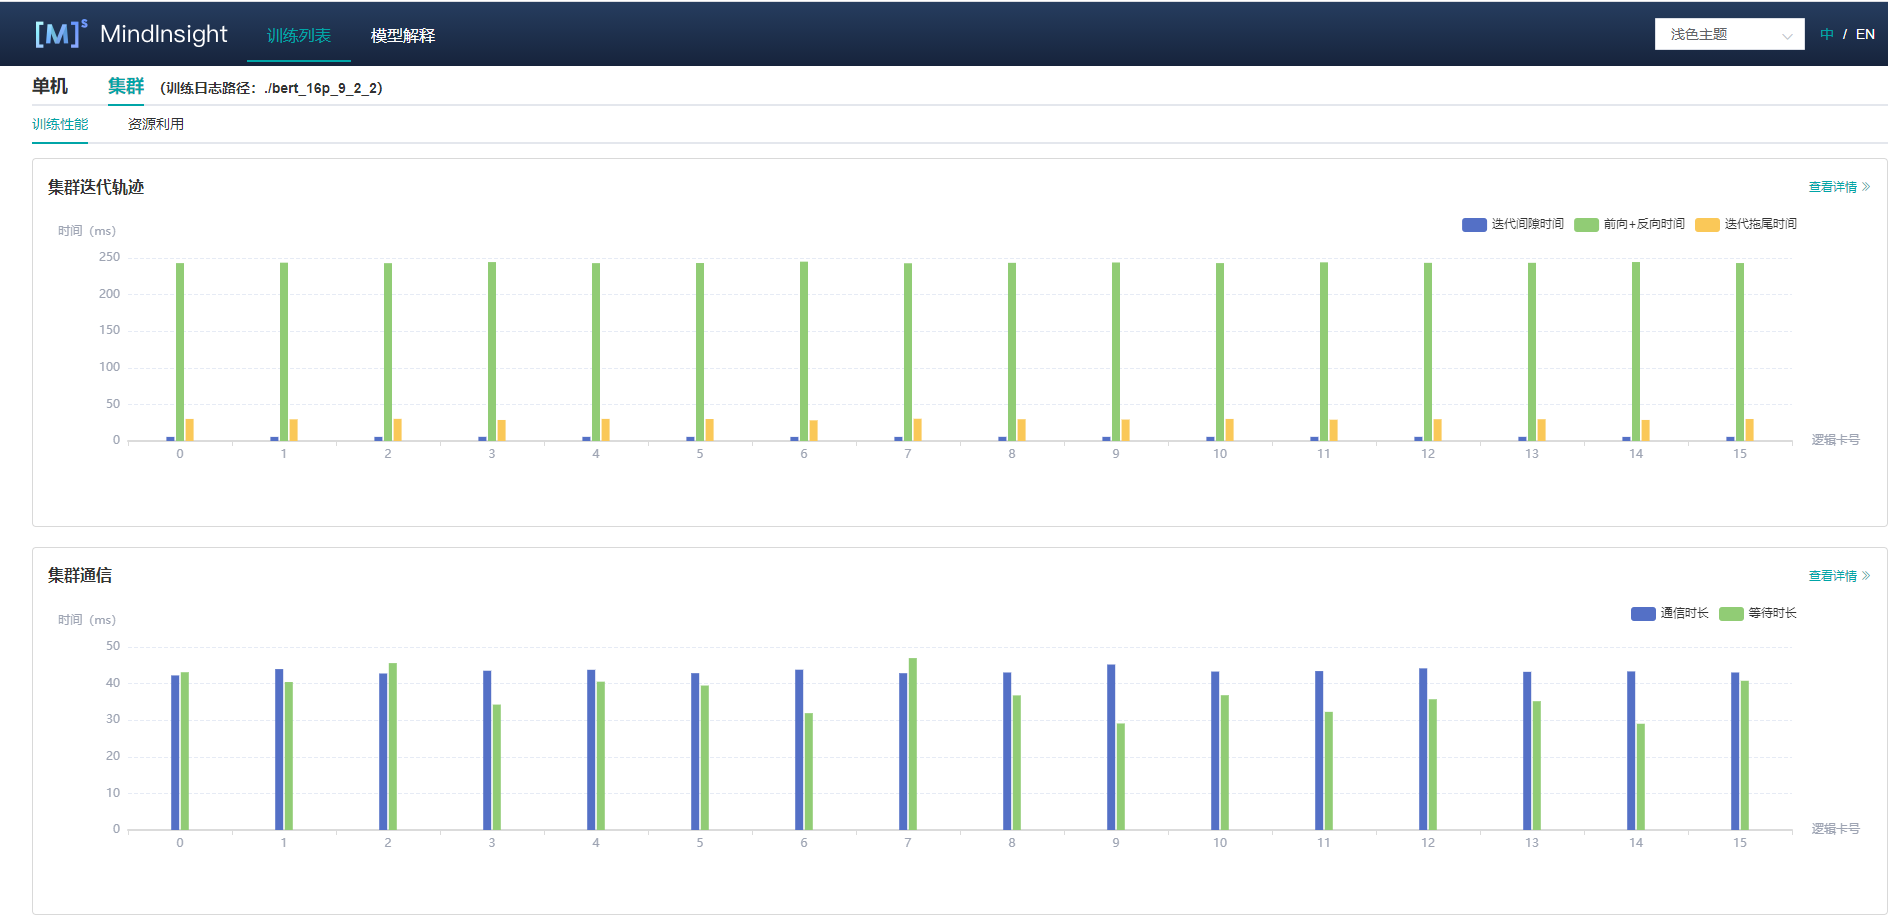 [M]s MindInsight 训练列表 模型解释 浅色主题 中 / EN
单机 集群 (训练日志路径：./bert_16p_9_2_2)
训练性能 资源利用
集群迭代轨迹 查看详情
时间（ms） 迭代间隙时间 前向+反向时间 迭代拖尾时间
250
200
150
100
50
0
0 1 2 3 4 5 6 7 8 9 10 11 12 13 14 15 逻辑卡号
集群通信 查看详情
时间（ms） 通信时长 等待时长
50
40
30
20
10
0
0 1 2 3 4 5 6 7 8 9 10 11 12 13 14 15 逻辑卡号